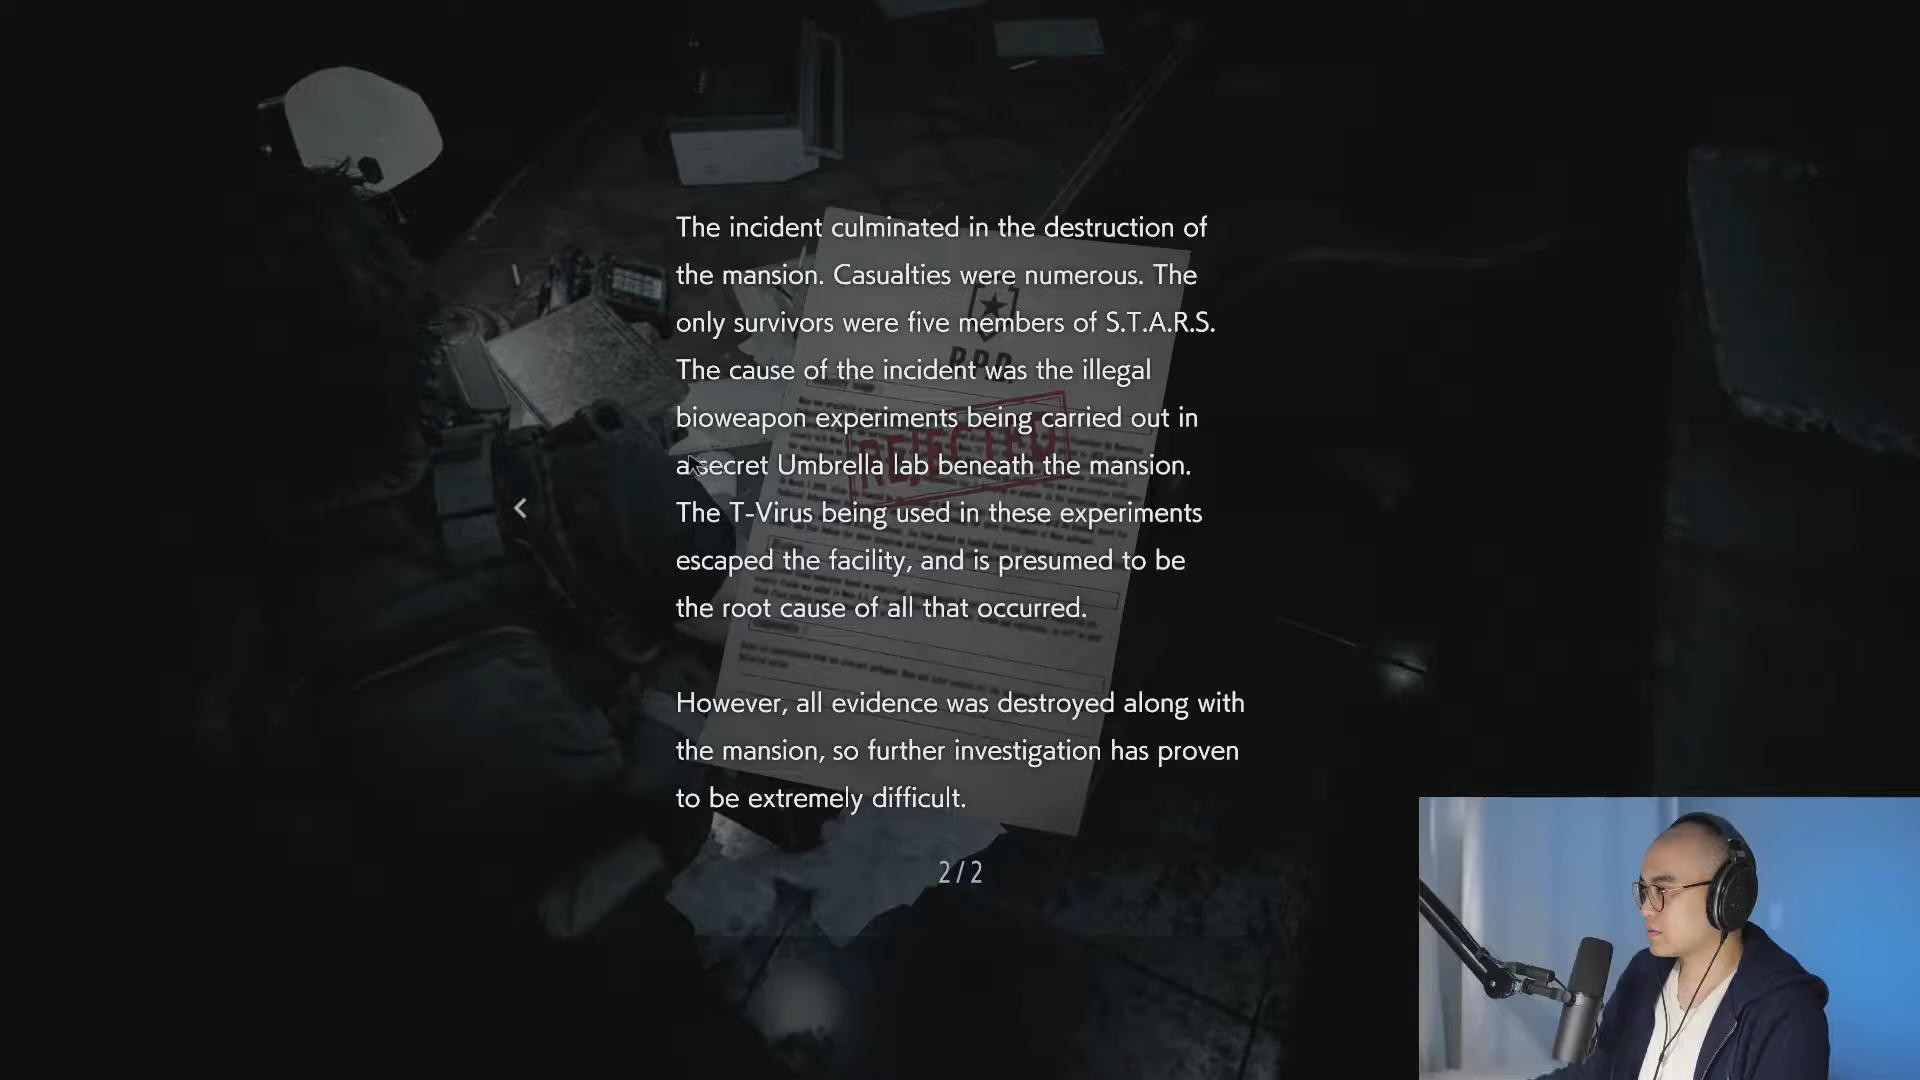 The incident culminated in the destruction of
the mansion. Casualties were numerous. The
only survivors were five members of S.T.A.R.S.
The cause of the incident was the illegal
bioweapon experiments being carried out in
a secret Umbrella lab beneath the mansion.
The T-Virus being used in these experiments
escaped the facility, and is presumed to be
the root cause of all that occurred.
However, all evidence was destroyed along with
the mansion, so further investigation has proven
to be extremely difficult.
2/2
R.P.D.
REJECTED